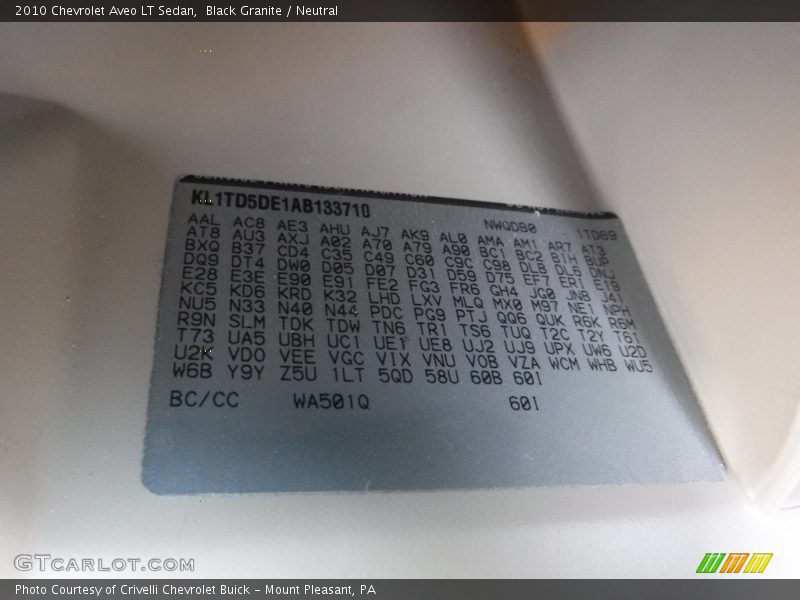 2010 Chevrolet Aveo LT Sedan,  Black Granite / Neutral
KL1TD5DE1AB133710
NWQDB0 1TD69
AAL AC8 AE3 AHU AJ7 AK9 AL0 AMA AM1 AR7 AT3
AT8 AU3 AXJ A02 A70 A79 A90 BC1 BC2 BIH BUP
BXQ B37 CD4 C35 C49 C60 C9C C98 DLB DL6 DNJ
DQ9 DT4 DW0 D05 D07 D31 D59 D75 EF7 ER1 E19
E28 E3E E90 E91 FE2 FG3 FR6 GH4 JG0 JNB J41
KC5 KD6 KRD K32 LHD LXV MLQ MX0 M97 NE1 NPH
NU5 N33 N40 N44 PDC PG9 PTJ QQ6 QUK R6K R6M
R9N SLM TDK TDW TN6 TR1 TS6 TUQ T2C T2Y T61
T73 UA5 UBH UC1 UE1 UE8 UJ2 UJ9 UPX UW6 U2D
U2K VDO VEE VGC V1X VNU VOB VZA WCM WHB WU5
W6B Y9Y Z5U 1LT 5QD 58U 60B 60I
BC/CC WA501Q 60I
GTCARLOT.COM
Photo Courtesy of Crivelli Chevrolet Buick – Mount Pleasant, PA